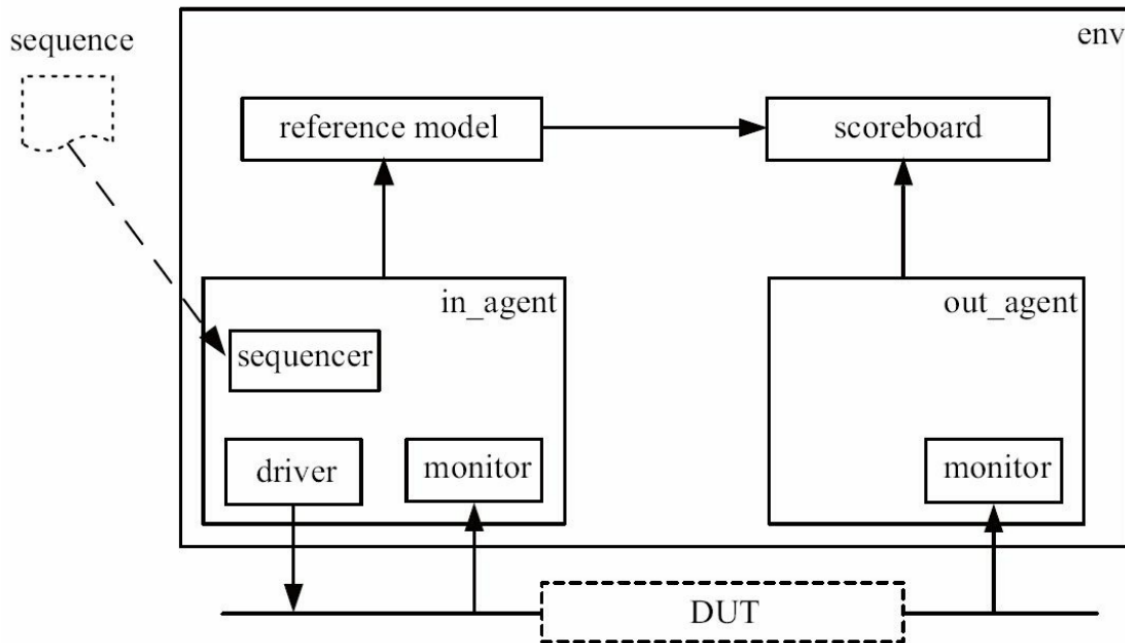 sequence
env
reference model
scoreboard
in_agent
out_agent
sequencer
driver
monitor
monitor
DUT